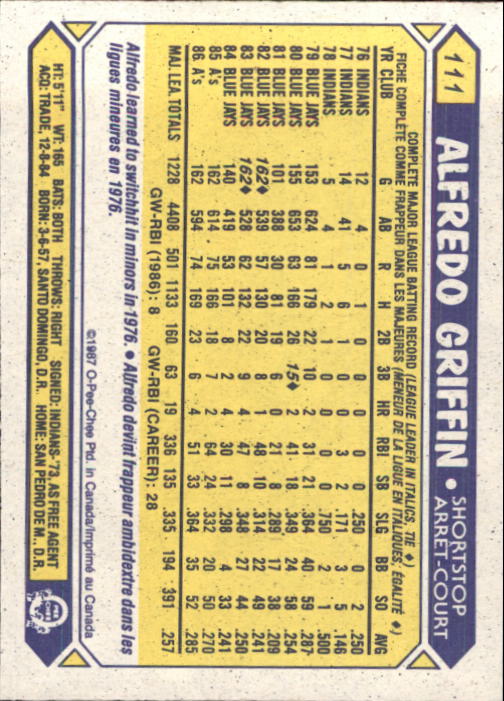 111 ALFREDO GRIFFIN • SHORTSTOP
ARRET-COURT
COMPLETE MAJOR LEAGUE BATTING RECORD (LEAGUE LEADER IN ITALICS, TIE ♦)
FICHE COMPLETE COMME FRAPPEUR DANS LES MAJEURES (MENEUR DE LA LIGUE EN ITALIQUES, ÉGALITÉ ♦)
YR CLUB G AB R H 2B 3B HR RBI SB SLG BB SO AVG
76 INDIANS 12 4 0 1 0 0 0 0 0 .250 0 2 .250
77 INDIANS 14 41 5 6 1 0 0 3 2 .171 3 5 .146
78 INDIANS 5 4 1 2 1 0 0 0 0 .750 2 1 .500
79 BLUE JAYS 153 624 81 179 22 10 2 31 21 .364 40 59 .287
80 BLUE JAYS 155 653 63 166 26 15♦ 2 41 18 .349 24 58 .254
81 BLUE JAYS 101 388 30 81 19 6 0 21 8 .289 17 38 .209
82 BLUE JAYS 162♦ 539 57 130 20 8 1 48 10 .314 22 49 .241
83 BLUE JAYS 162♦ 528 62 132 22 9 4 47 8 .348 27 44 .250
84 BLUE JAYS 140 419 53 101 8 2 4 30 11 .298 4 33 .241
85 A's 162 614 75 166 18 7 2 64 24 .332 20 50 .270
86 A's 162 594 74 169 23 6 4 51 33 .364 35 52 .285
MAJ. LEA. TOTALS 1228 4408 501 1133 160 63 19 336 135 .335 194 391 .257
GW-RBI (1986): 8 GW-RBI (CAREER): 28
Alfredo learned to switchhit in minors in 1976. • Alfredo devint frappeur ambidextre dans les
ligues mineures en 1976.
©1987 O-Pee-Chee Ptd. in Canada/Imprimé au Canada
HT: 5'11" WT: 165 BATS: BOTH THROWS: RIGHT SIGNED: INDIANS-'73, AS FREE AGENT
ACQ: TRADE, 12-8-84 BORN: 3-6-57, SANTO DOMINGO, D.R. HOME: SAN PEDRO DE M., D.R.
O-PEE-CHEE